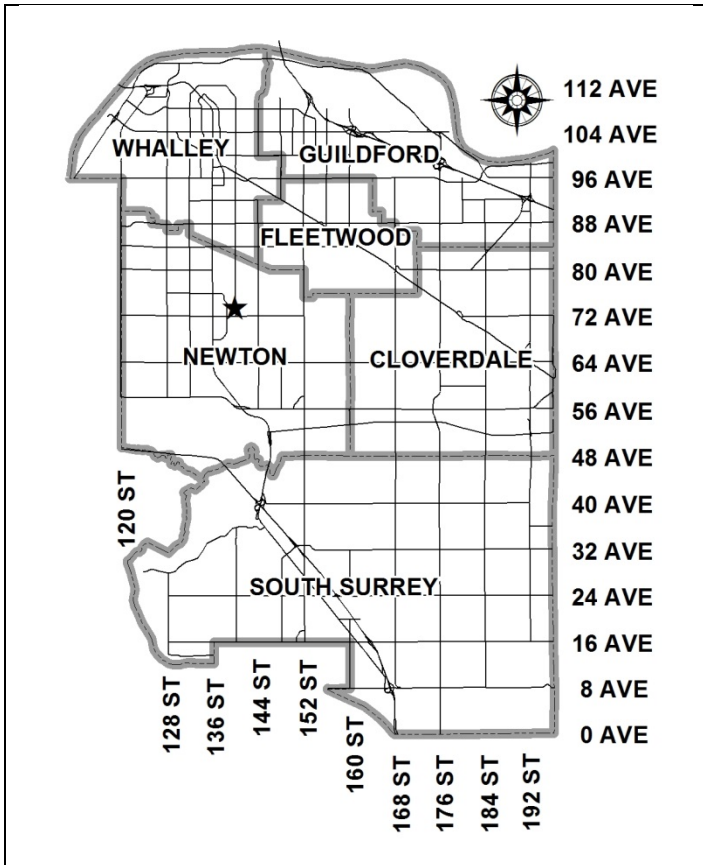 112 AVE
104 AVE
WHALLEY
GUILDFORD
96 AVE
88 AVE
FLEETWOOD
80 AVE
72 AVE
NEWTON
CLOVERDALE
64 AVE
56 AVE
48 AVE
120 ST
40 AVE
32 AVE
SOUTH SURREY
24 AVE
16 AVE
128 ST
136 ST
144 ST
152 ST
160 ST
168 ST
176 ST
184 ST
192 ST
8 AVE
0 AVE